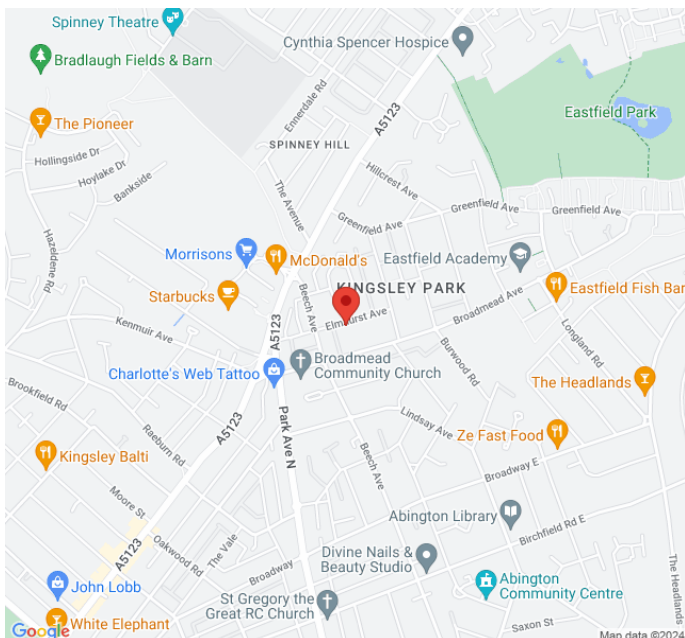 Spinney Theatre
Cynthia Spencer Hospice
Bradlaugh Fields & Barn
Ennerdale Rd
A5123
Eastfield Park
The Pioneer
SPINNEY HILL
Hollingside Dr
Hoylake Dr
Bankside
Hillcrest Ave
The Avenue
Greenfield Ave
Greenfield Ave
Greenfield Ave
Hazeldene Rd
Morrisons
McDonald's
Eastfield Academy
KINGSLEY PARK
Starbucks
Beech Ave
Elmhurst Ave
Broadmead Ave
Eastfield Fish Bar
A5123
Kenmuir Ave
Longland Rd
Broadmead
Community Church
Burwood Rd
Charlotte's Web Tattoo
The Headlands
Brookfield Rd
A5123
Park Ave N
Lindsay Ave
Raeburn Rd
Ze Fast Food
Kingsley Balti
Beech Ave
Broadway E
Moore St
Abington Library
A5123
Oakwood Rd
The Vale
Birchfield Rd E
Divine Nails &
Beauty Studio
Broadway
The Headlands
John Lobb
Abington
Community Centre
St Gregory the
Great RC Church
White Elephant
Saxon St
Google
Map data ©2024